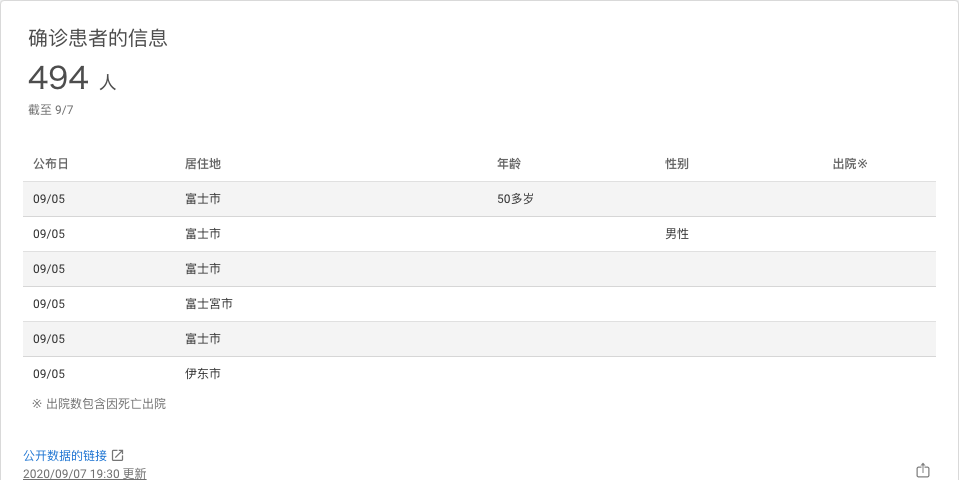 确诊患者的信息
494 人
截至 9/7
公布日 居住地 年龄 性别 出院※
09/05 富士市 50多岁
09/05 富士市 男性
09/05 富士市
09/05 富士宮市
09/05 富士市
09/05 伊东市
※ 出院数包含因死亡出院
公开数据的链接
2020/09/07 19:30 更新